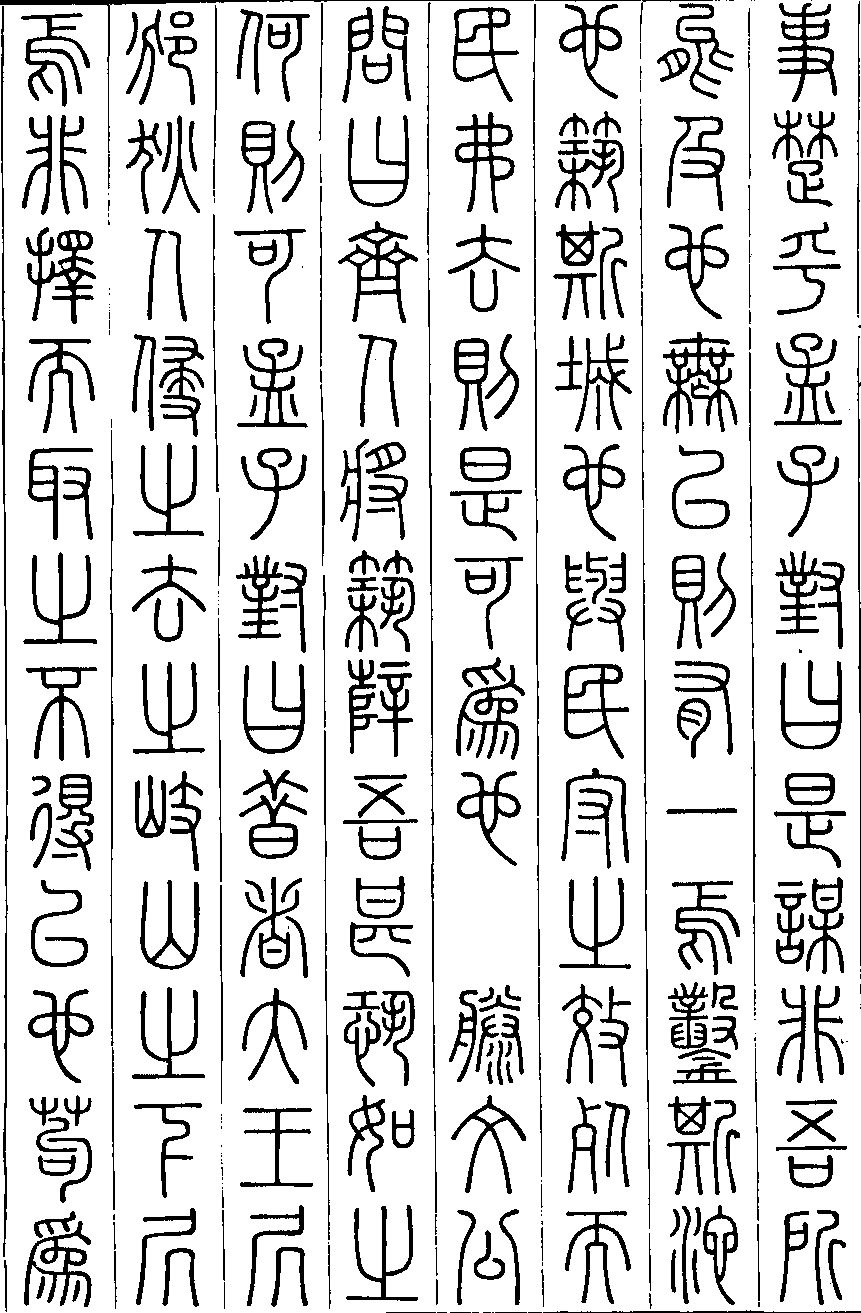 事楚乎孟子對曰是謀非吾所
能及也無已則有一焉鑿斯池
也築斯城也與民守之效死而
民弗去則是可爲也　滕文公
問曰齊人將築薛吾甚恐如之
何則可孟子對曰昔者大王居
邠狄人侵之去之岐山之下居
焉非擇而取之不得已也苟爲